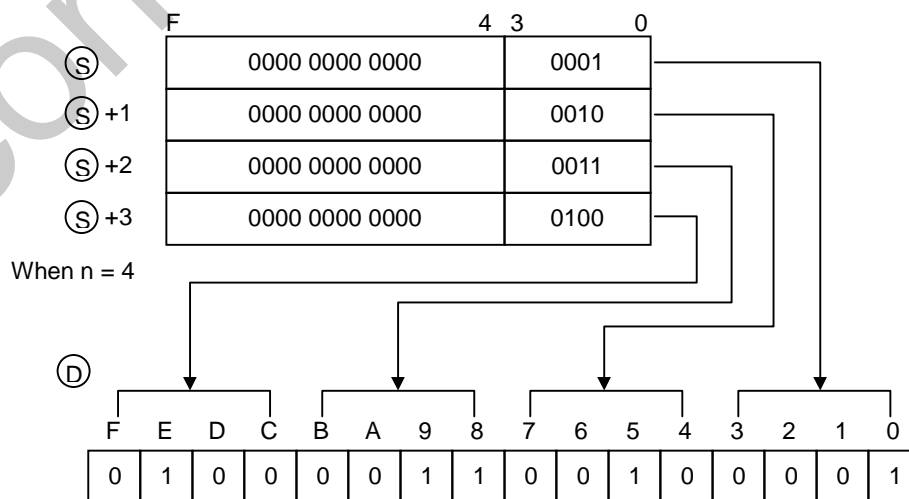 F 4 3 0
S 0000 0000 0000 0001
S +1 0000 0000 0000 0010
S +2 0000 0000 0000 0011
S +3 0000 0000 0000 0100
When n = 4
D
F E D C B A 9 8 7 6 5 4 3 2 1 0
0 1 0 0 0 0 1 1 0 0 1 0 0 0 0 1